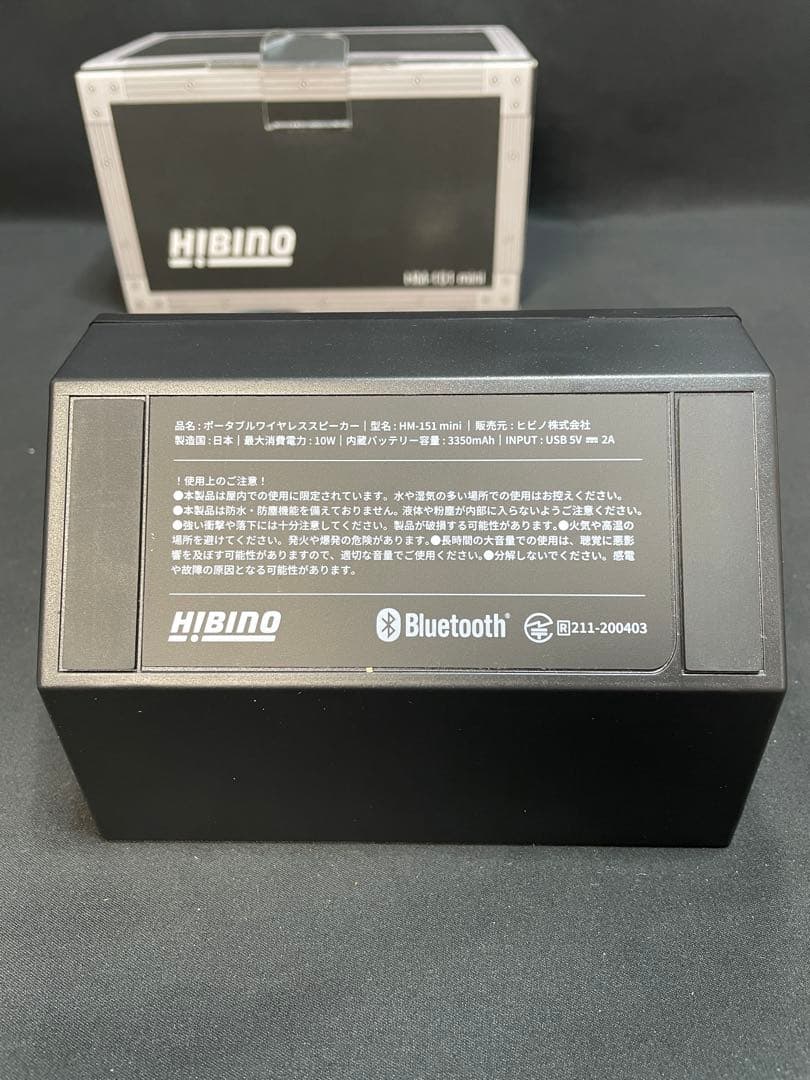 HIBINO
HM-151 mini
品名 : ポータブルワイヤレススピーカー | 型名 : HM-151 mini | 販売元 : ヒビノ株式会社
製造国 : 日本 | 最大消費電力 : 10W | 内蔵バッテリー容量 : 3350mAh | INPUT : USB 5V ⎓ 2A
！使用上のご注意！
●本製品は屋内での使用に限定されています。水や湿気の多い場所での使用はお控えください。
●本製品は防水・防塵機能を備えておりません。液体や粉塵が内部に入らないようご注意ください。
●強い衝撃や落下には十分注意してください。製品が破損する可能性があります。●火気や高温の
場所を避けてください。発火や爆発の危険があります。●長時間の大音量での使用は、聴覚に悪影
響を及ぼす可能性がありますので、適切な音量でご使用ください。●分解しないでください。感電
や故障の原因となる可能性があります。
HIBINO
Bluetooth®
R 211-200403